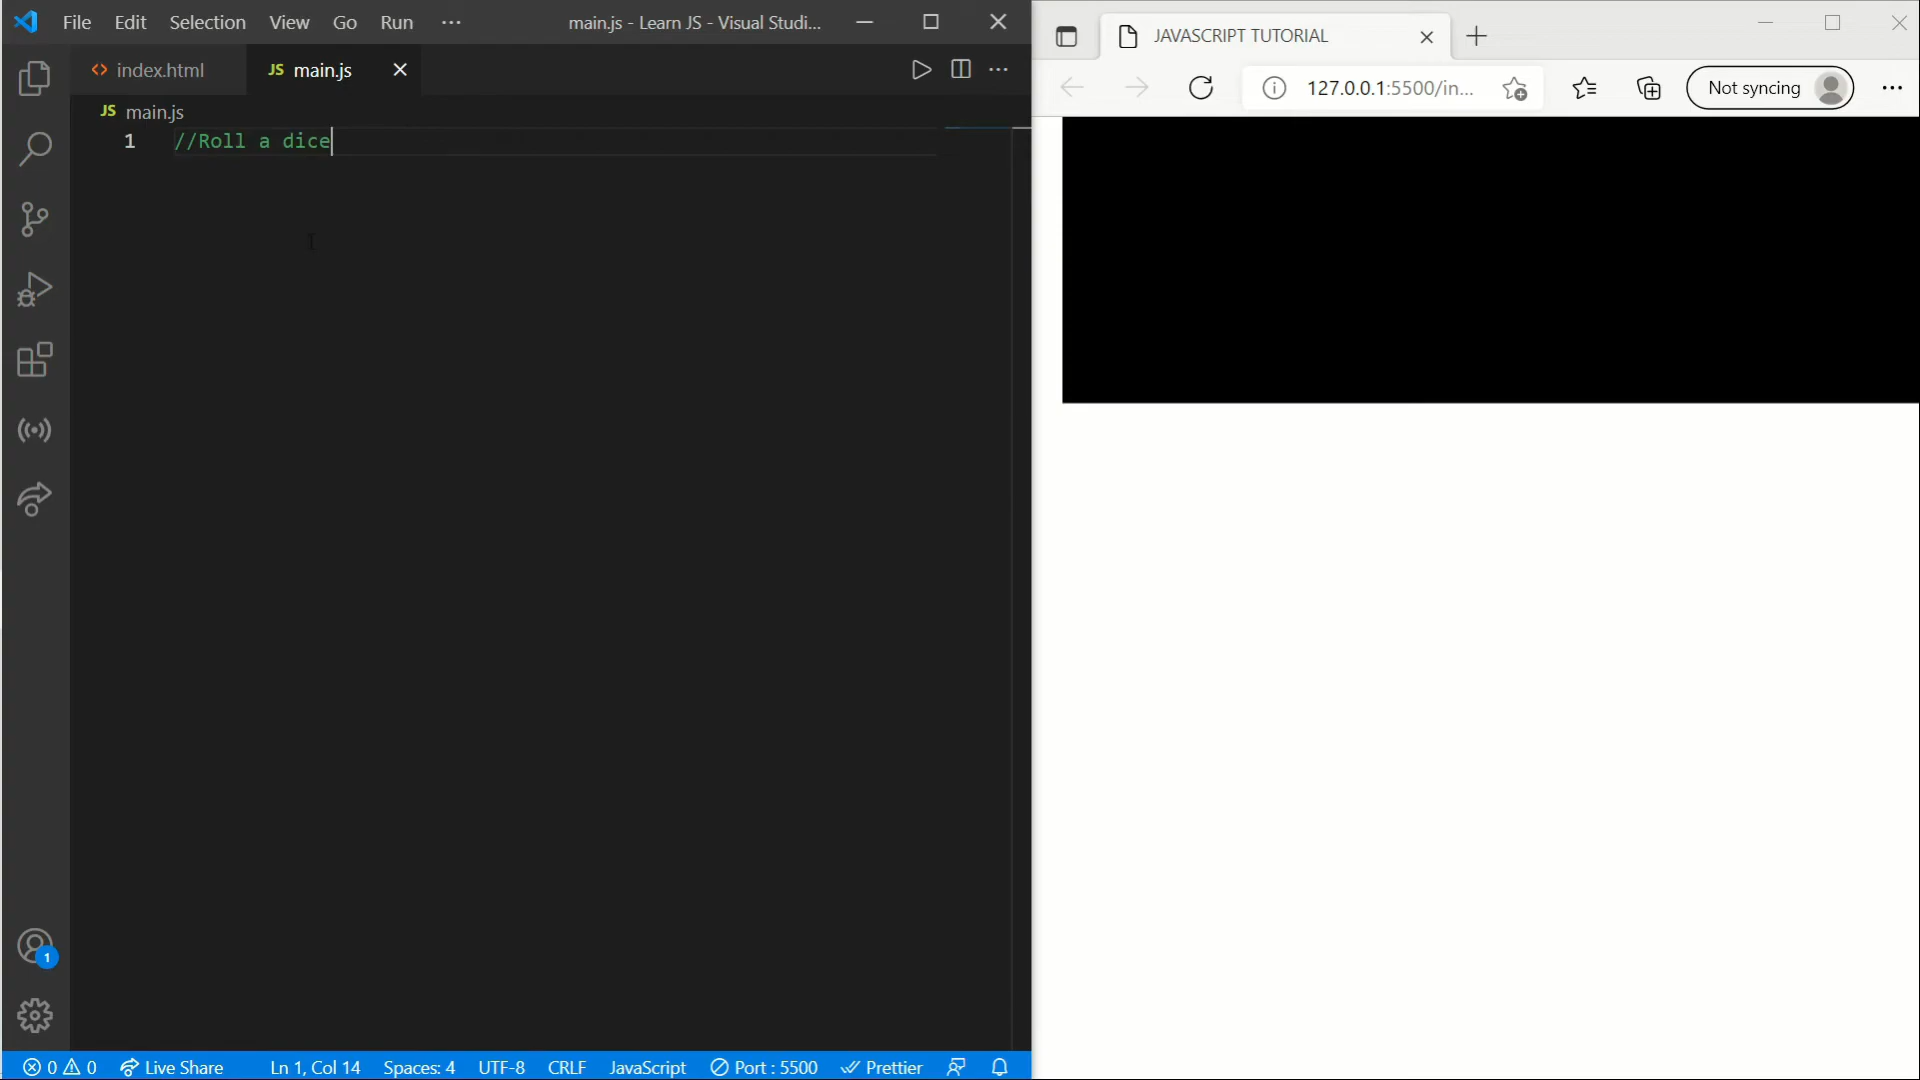 File Edit Selection View Go Run ··· main.js - Learn JS - Visual Studi...
index.html JS main.js
JS main.js
1 //Roll a dice
1
0 0 Live Share Ln 1, Col 14 Spaces: 4 UTF-8 CRLF JavaScript Port : 5500 Prettier
JAVASCRIPT TUTORIAL
127.0.0.1:5500/in... Not syncing